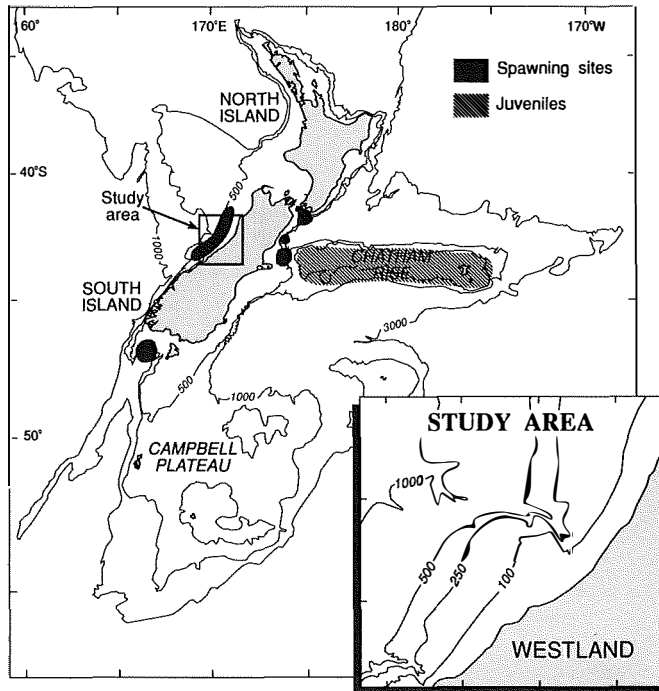 60°
170°E
180°
170°W
Spawning sites
Juveniles
NORTH
ISLAND
40°S
500
Study
area
1000
CHATHAM
RISE
SOUTH
ISLAND
3000
500
1000
50°
CAMPBELL
PLATEAU
STUDY AREA
1000
500
250
100
WESTLAND